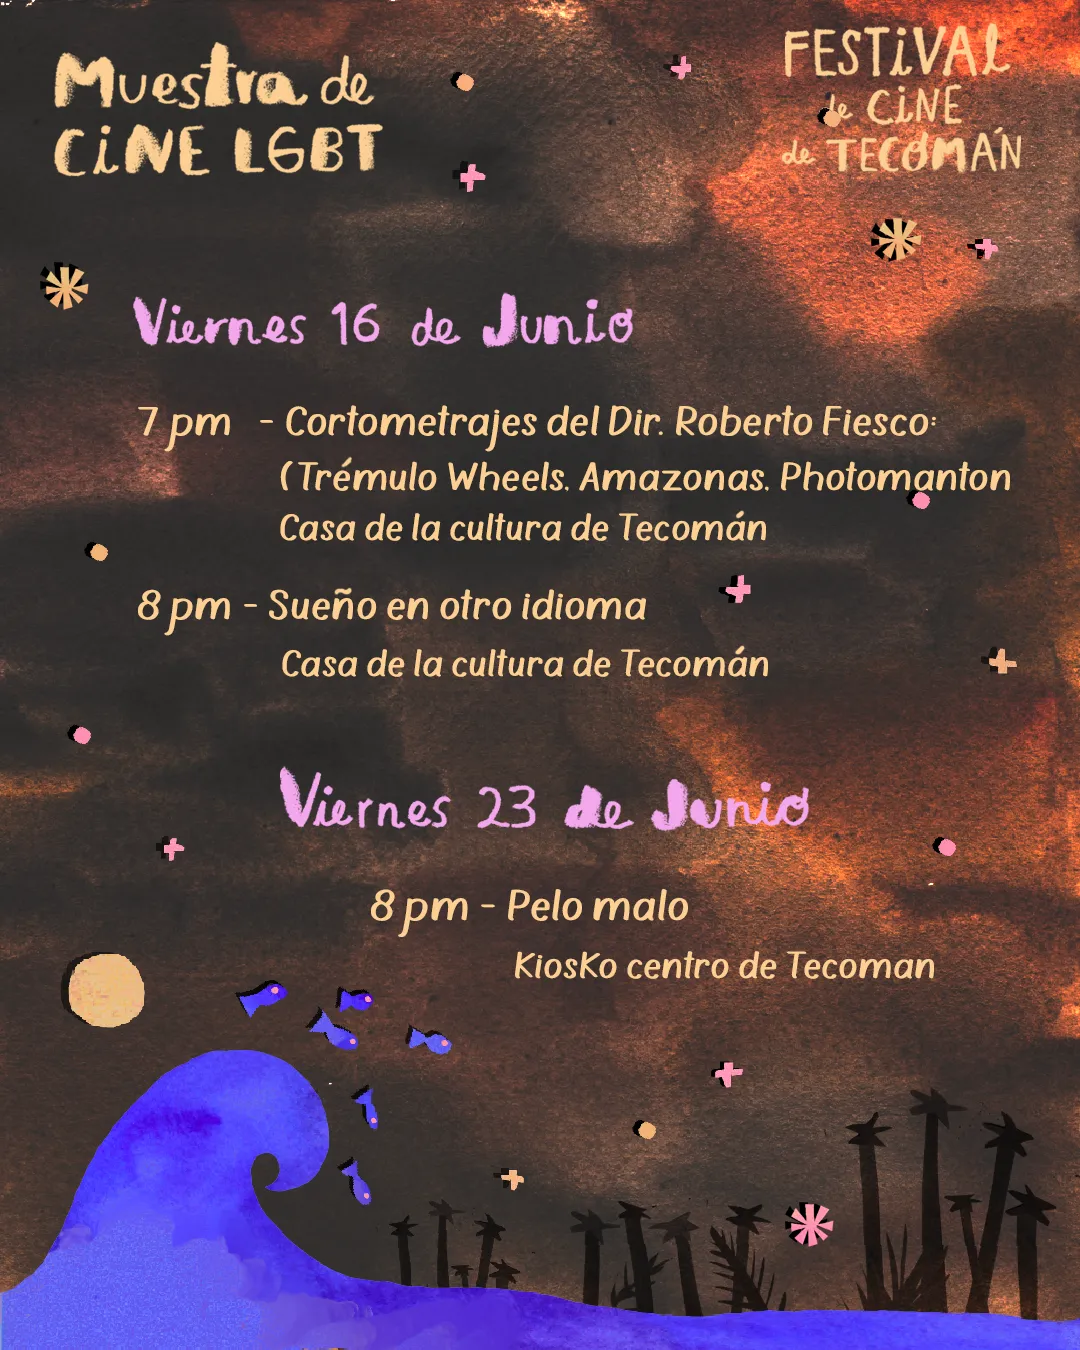 Muestra de
CiNE LGBT
FESTiVAl
de CiNE
de TECOMÁN
Viernes 16 de Junio
7 pm - Cortometrajes del Dir. Roberto Fiesco:
(Trémulo Wheels. Amazonas. Photomanton
Casa de la cultura de Tecomán
8 pm - Sueño en otro idioma
Casa de la cultura de Tecomán
Viernes 23 de Junio
8 pm - Pelo malo
KiosKo centro de Tecoman